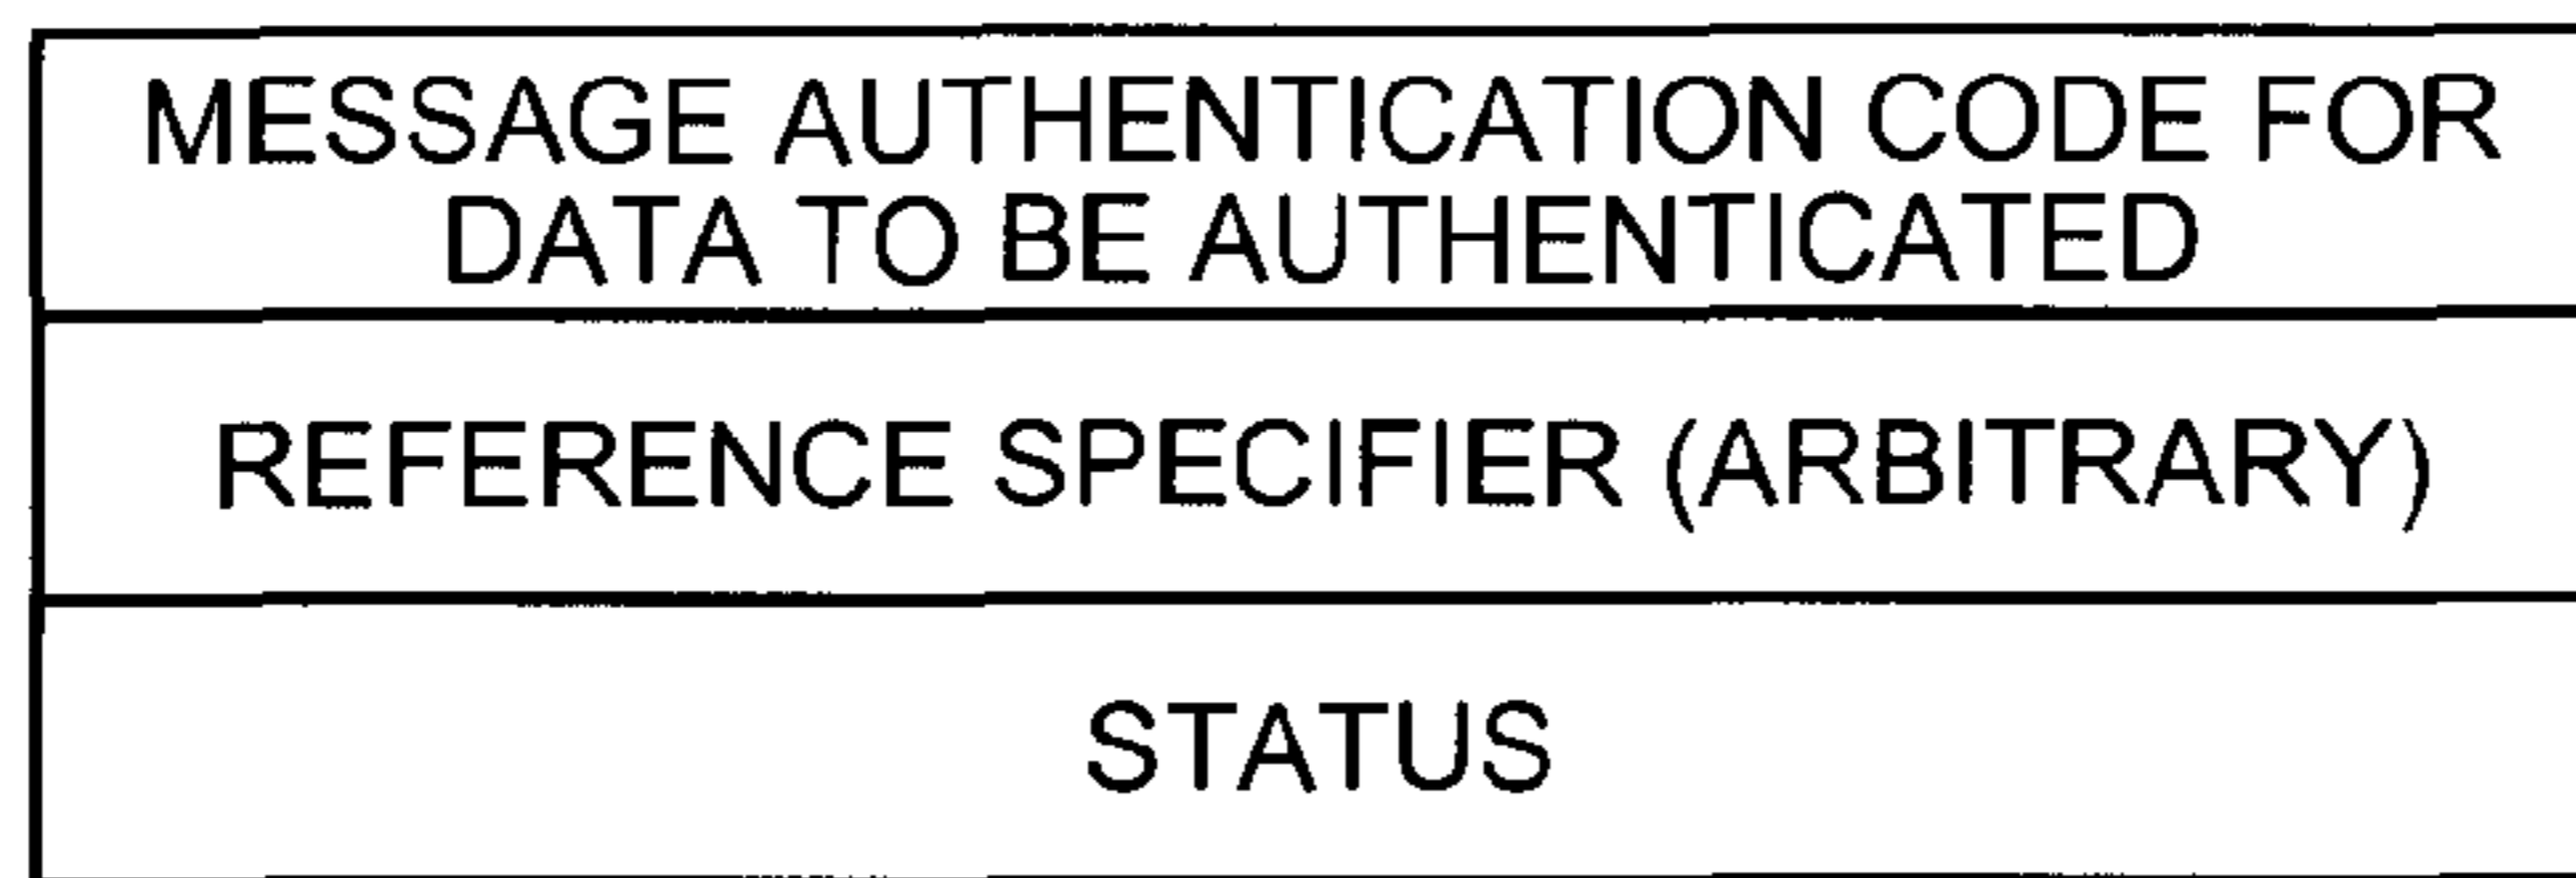 MESSAGE AUTHENTICATION CODE FOR
DATA TO BE AUTHENTICATED
REFERENCE SPECIFIER (ARBITRARY)
STATUS